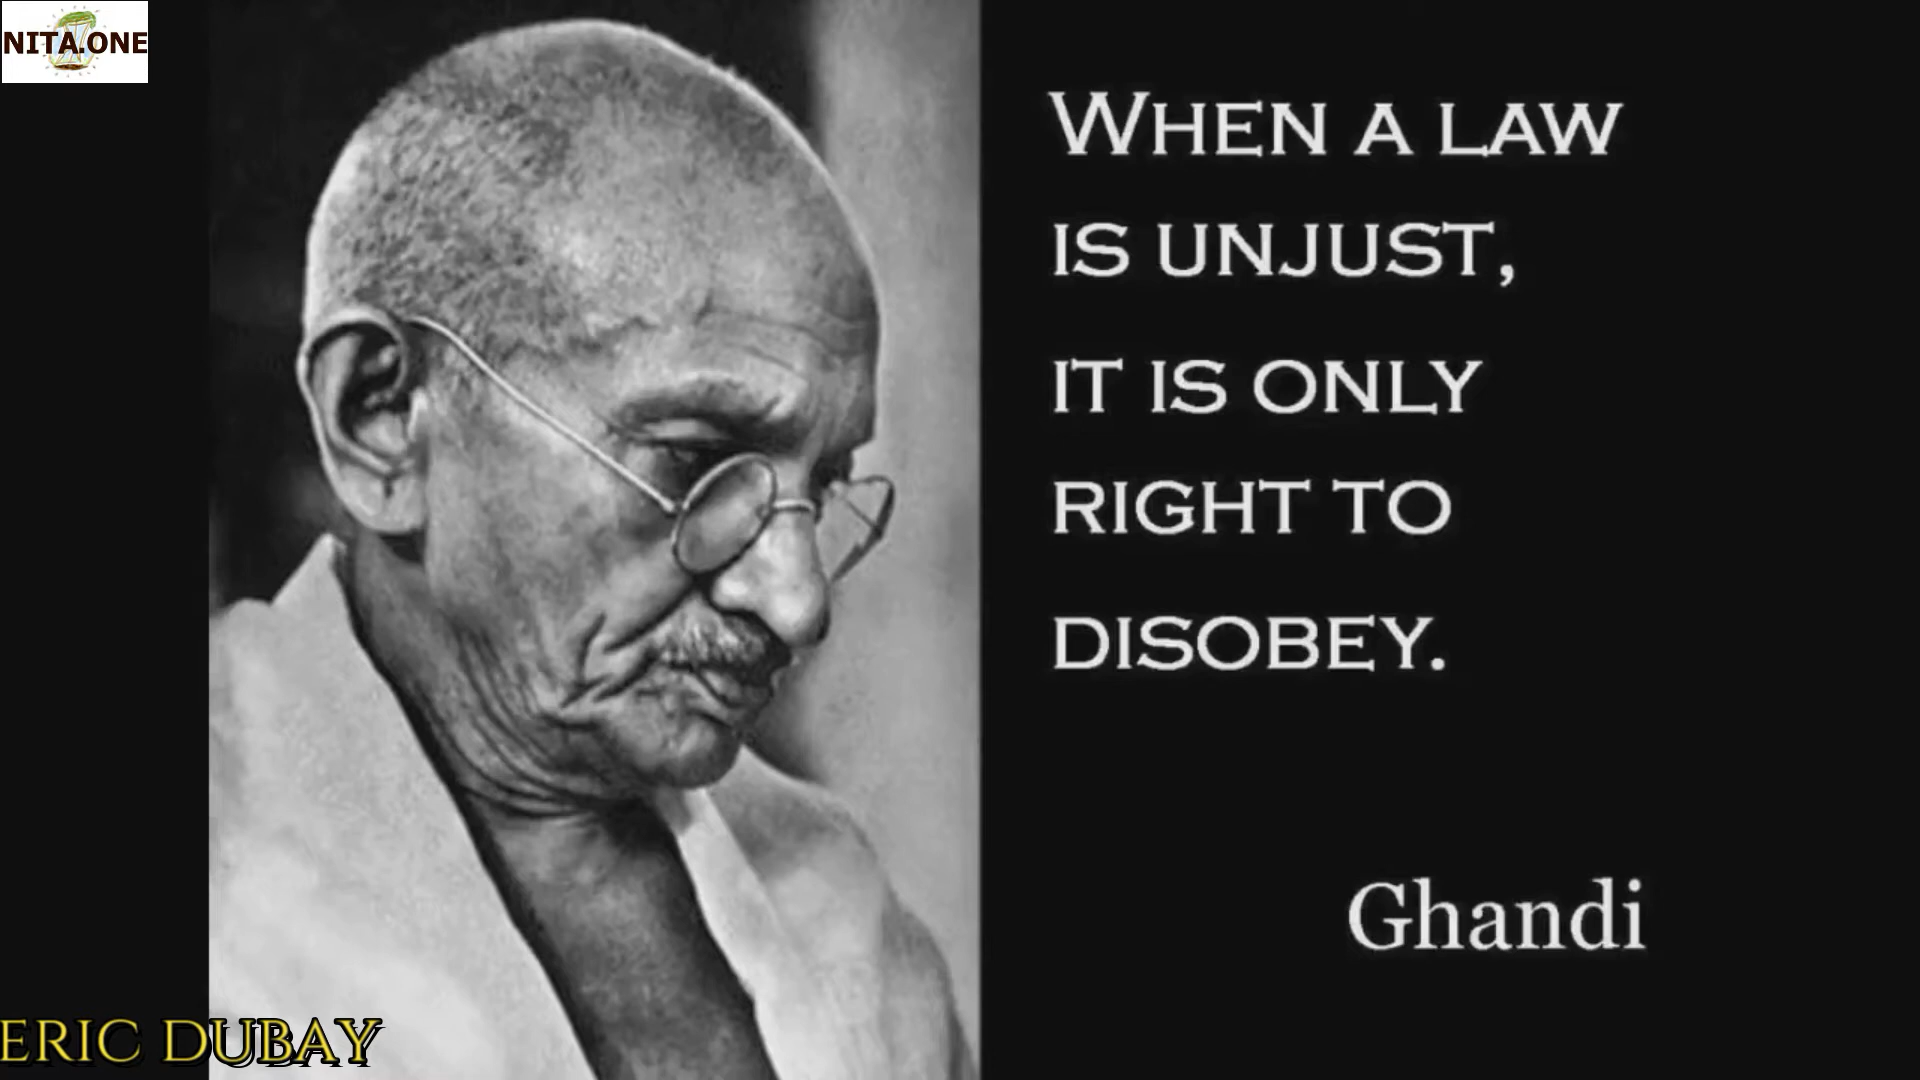 NITA.ONE
WHEN A LAW
IS UNJUST,
IT IS ONLY
RIGHT TO
DISOBEY.
Ghandi
ERIC DUBAY